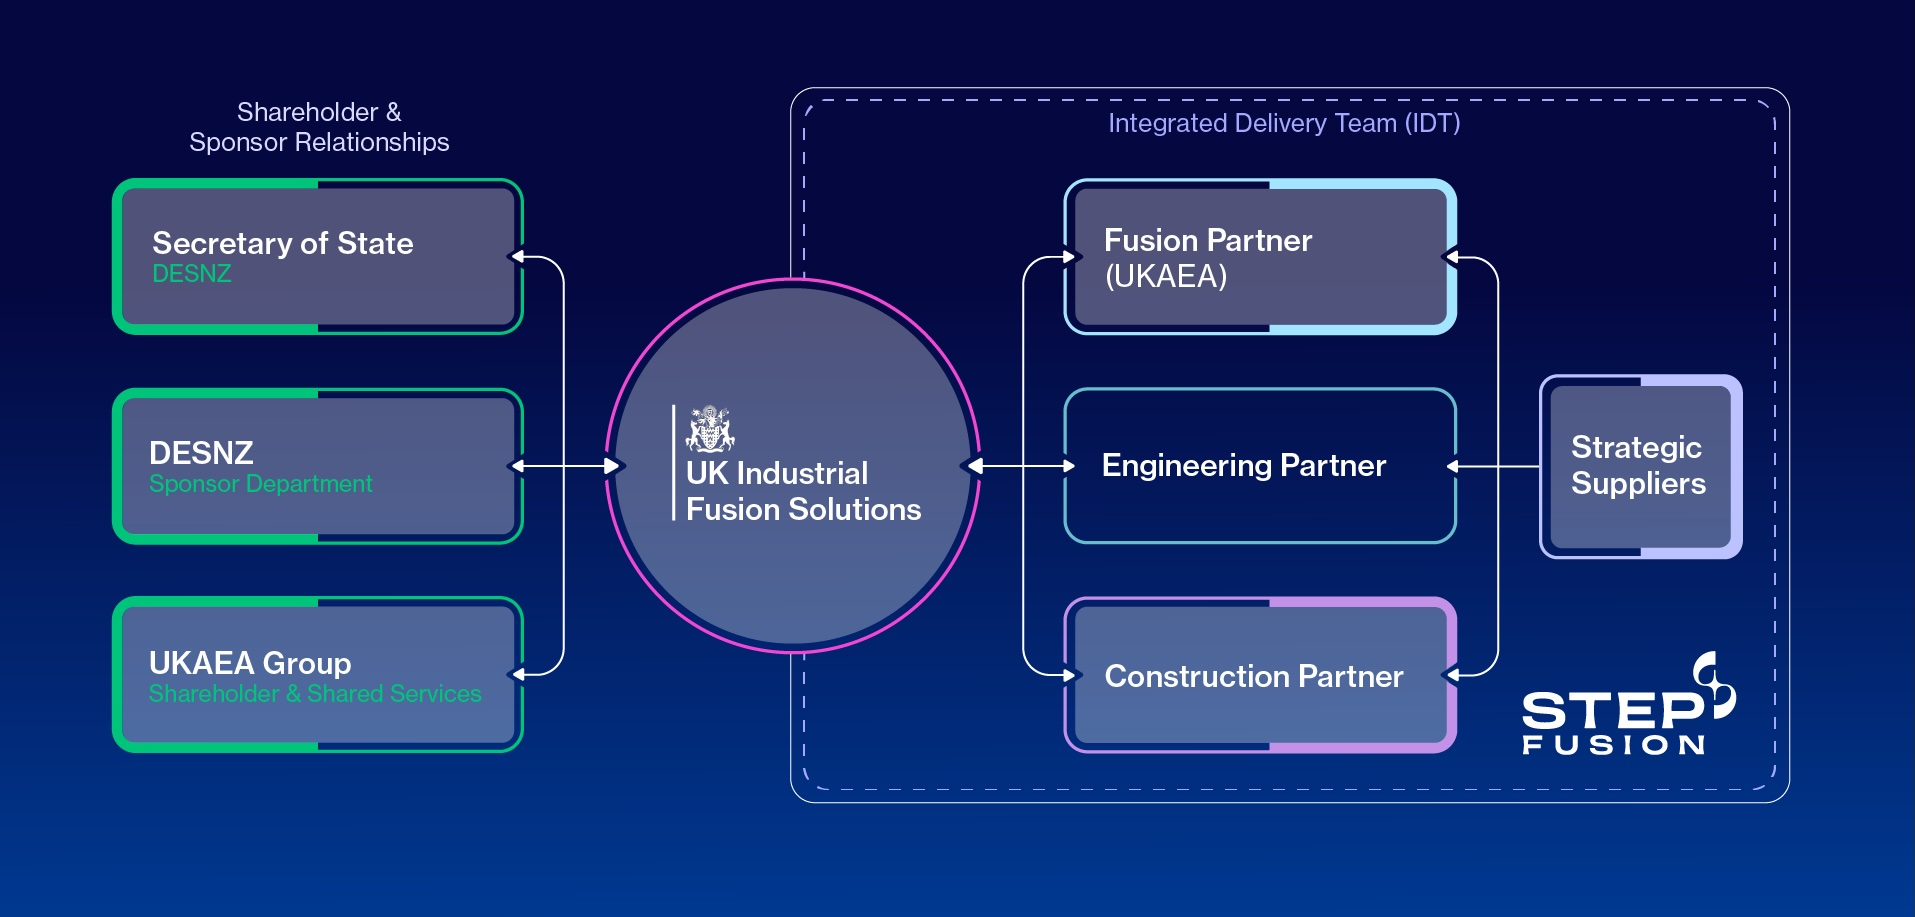 Shareholder &
Sponsor Relationships
Secretary of State
DESNZ
DESNZ
Sponsor Department
UKAEA Group
Shareholder & Shared Services
UK Industrial
Fusion Solutions
Integrated Delivery Team (IDT)
Fusion Partner
(UKAEA)
Engineering Partner
Construction Partner
Strategic
Suppliers
STEP
FUSION